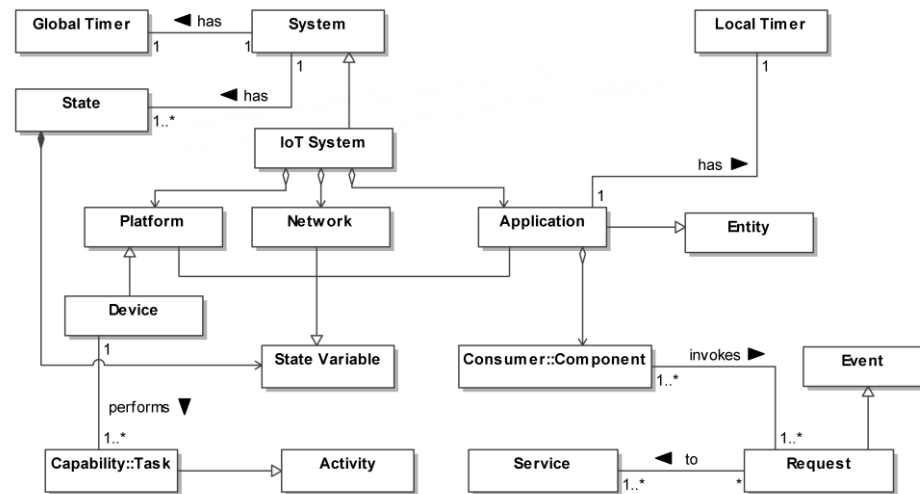 Global Timer
has
System
Local Timer
1
1
1
1
State
has
1..*
IoT System
has
1
Platform
Network
Application
Entity
Device
1
State Variable
Consumer::Component
invokes
Event
1..*
performs
1..*
1..*
Capability::Task
Activity
Service
to
Request
1..*
*